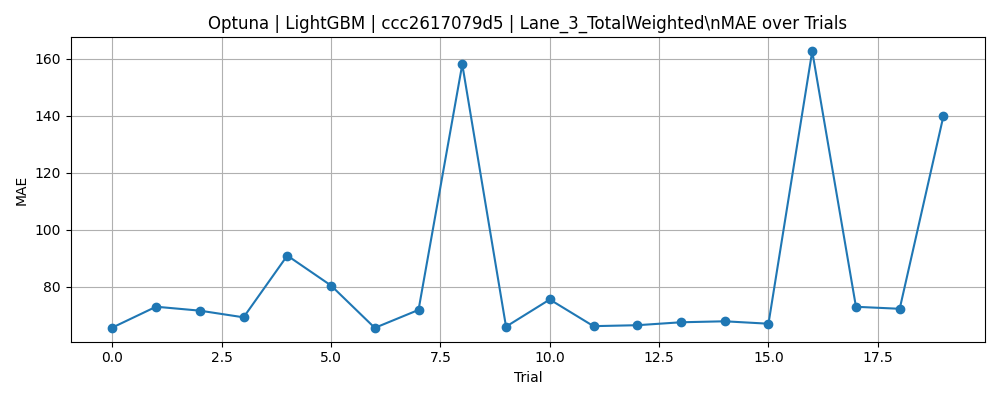 Optuna | LightGBM | ccc2617079d5 | Lane_3_TotalWeighted\nMAE over Trials
160
140
120
100
80
MAE
0.0 2.5 5.0 7.5 10.0 12.5 15.0 17.5
Trial